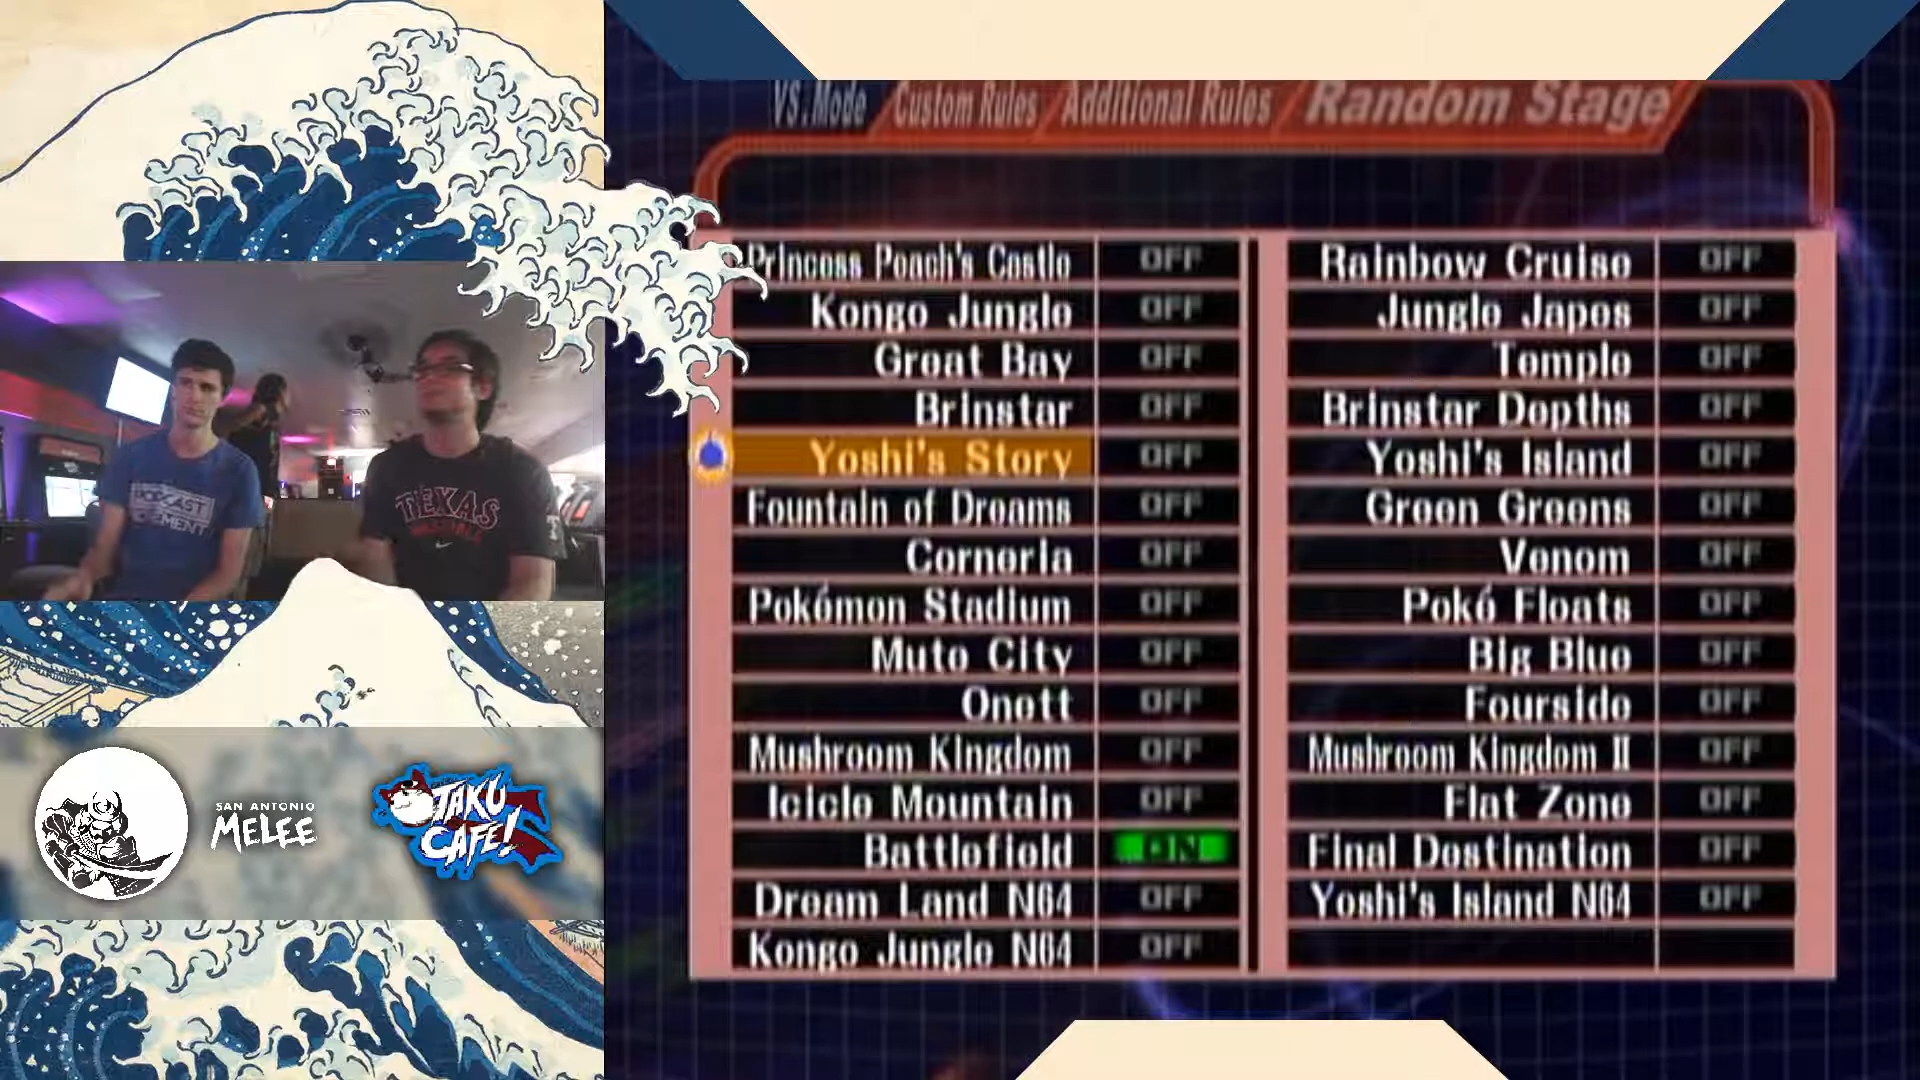 VS. Mode Custom Rules Additional Rules Random Stage
Princess Peach's Castle OFF Rainbow Cruise OFF
Kongo Jungle OFF Jungle Japes OFF
Great Bay OFF Temple OFF
Brinstar OFF Brinstar Depths OFF
Yoshi's Story OFF Yoshi's Island OFF
Fountain of Dreams OFF Green Greens OFF
Corneria OFF Venom OFF
Pokémon Stadium OFF Poké Floats OFF
Mute City OFF Big Blue OFF
Onett OFF Fourside OFF
Mushroom Kingdom OFF Mushroom Kingdom II OFF
Icicle Mountain OFF Flat Zone OFF
Battlefield ON Final Destination OFF
Dream Land N64 OFF Yoshi's Island N64 OFF
Kongo Jungle N64 OFF
TEXAS
SAN ANTONIO
MELEE
OTAKU
CAFE!